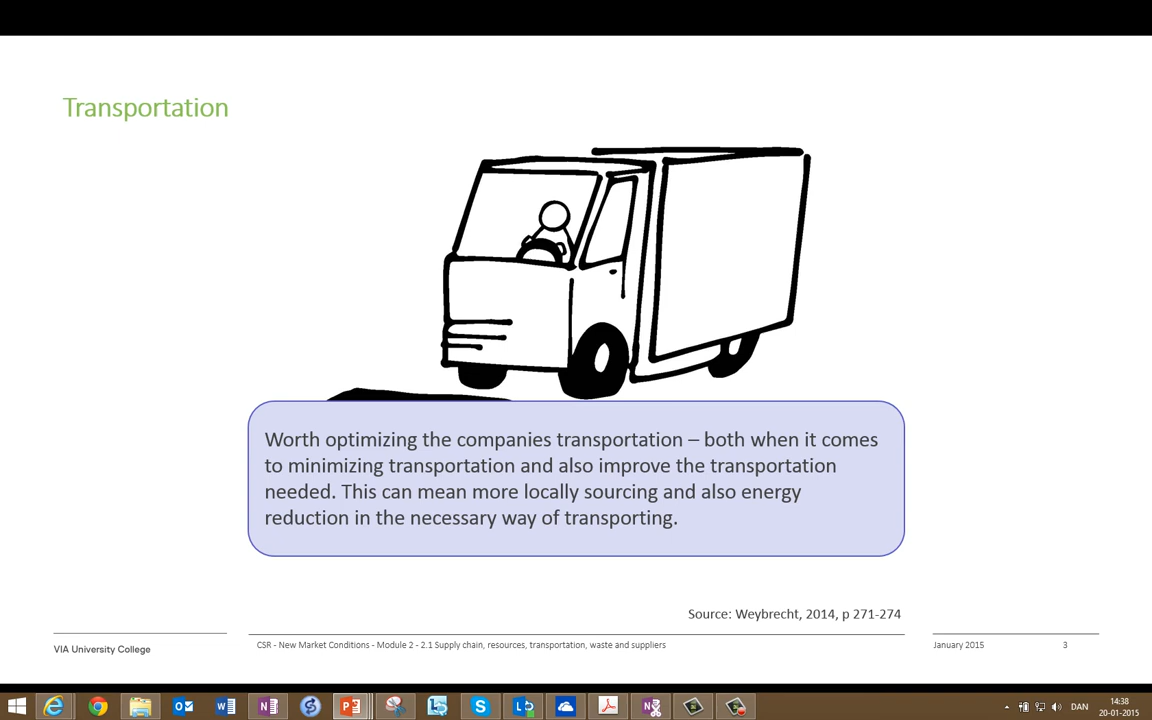 Transportation
Worth optimizing the companies transportation – both when it comes
to minimizing transportation and also improve the transportation
needed. This can mean more locally sourcing and also energy
reduction in the necessary way of transporting.
Source: Weybrecht, 2014, p 271-274
VIA University College
CSR - New Market Conditions - Module 2 - 2.1 Supply chain, resources, transportation, waste and suppliers
January 2015
3
DAN
14:38
20-01-2015